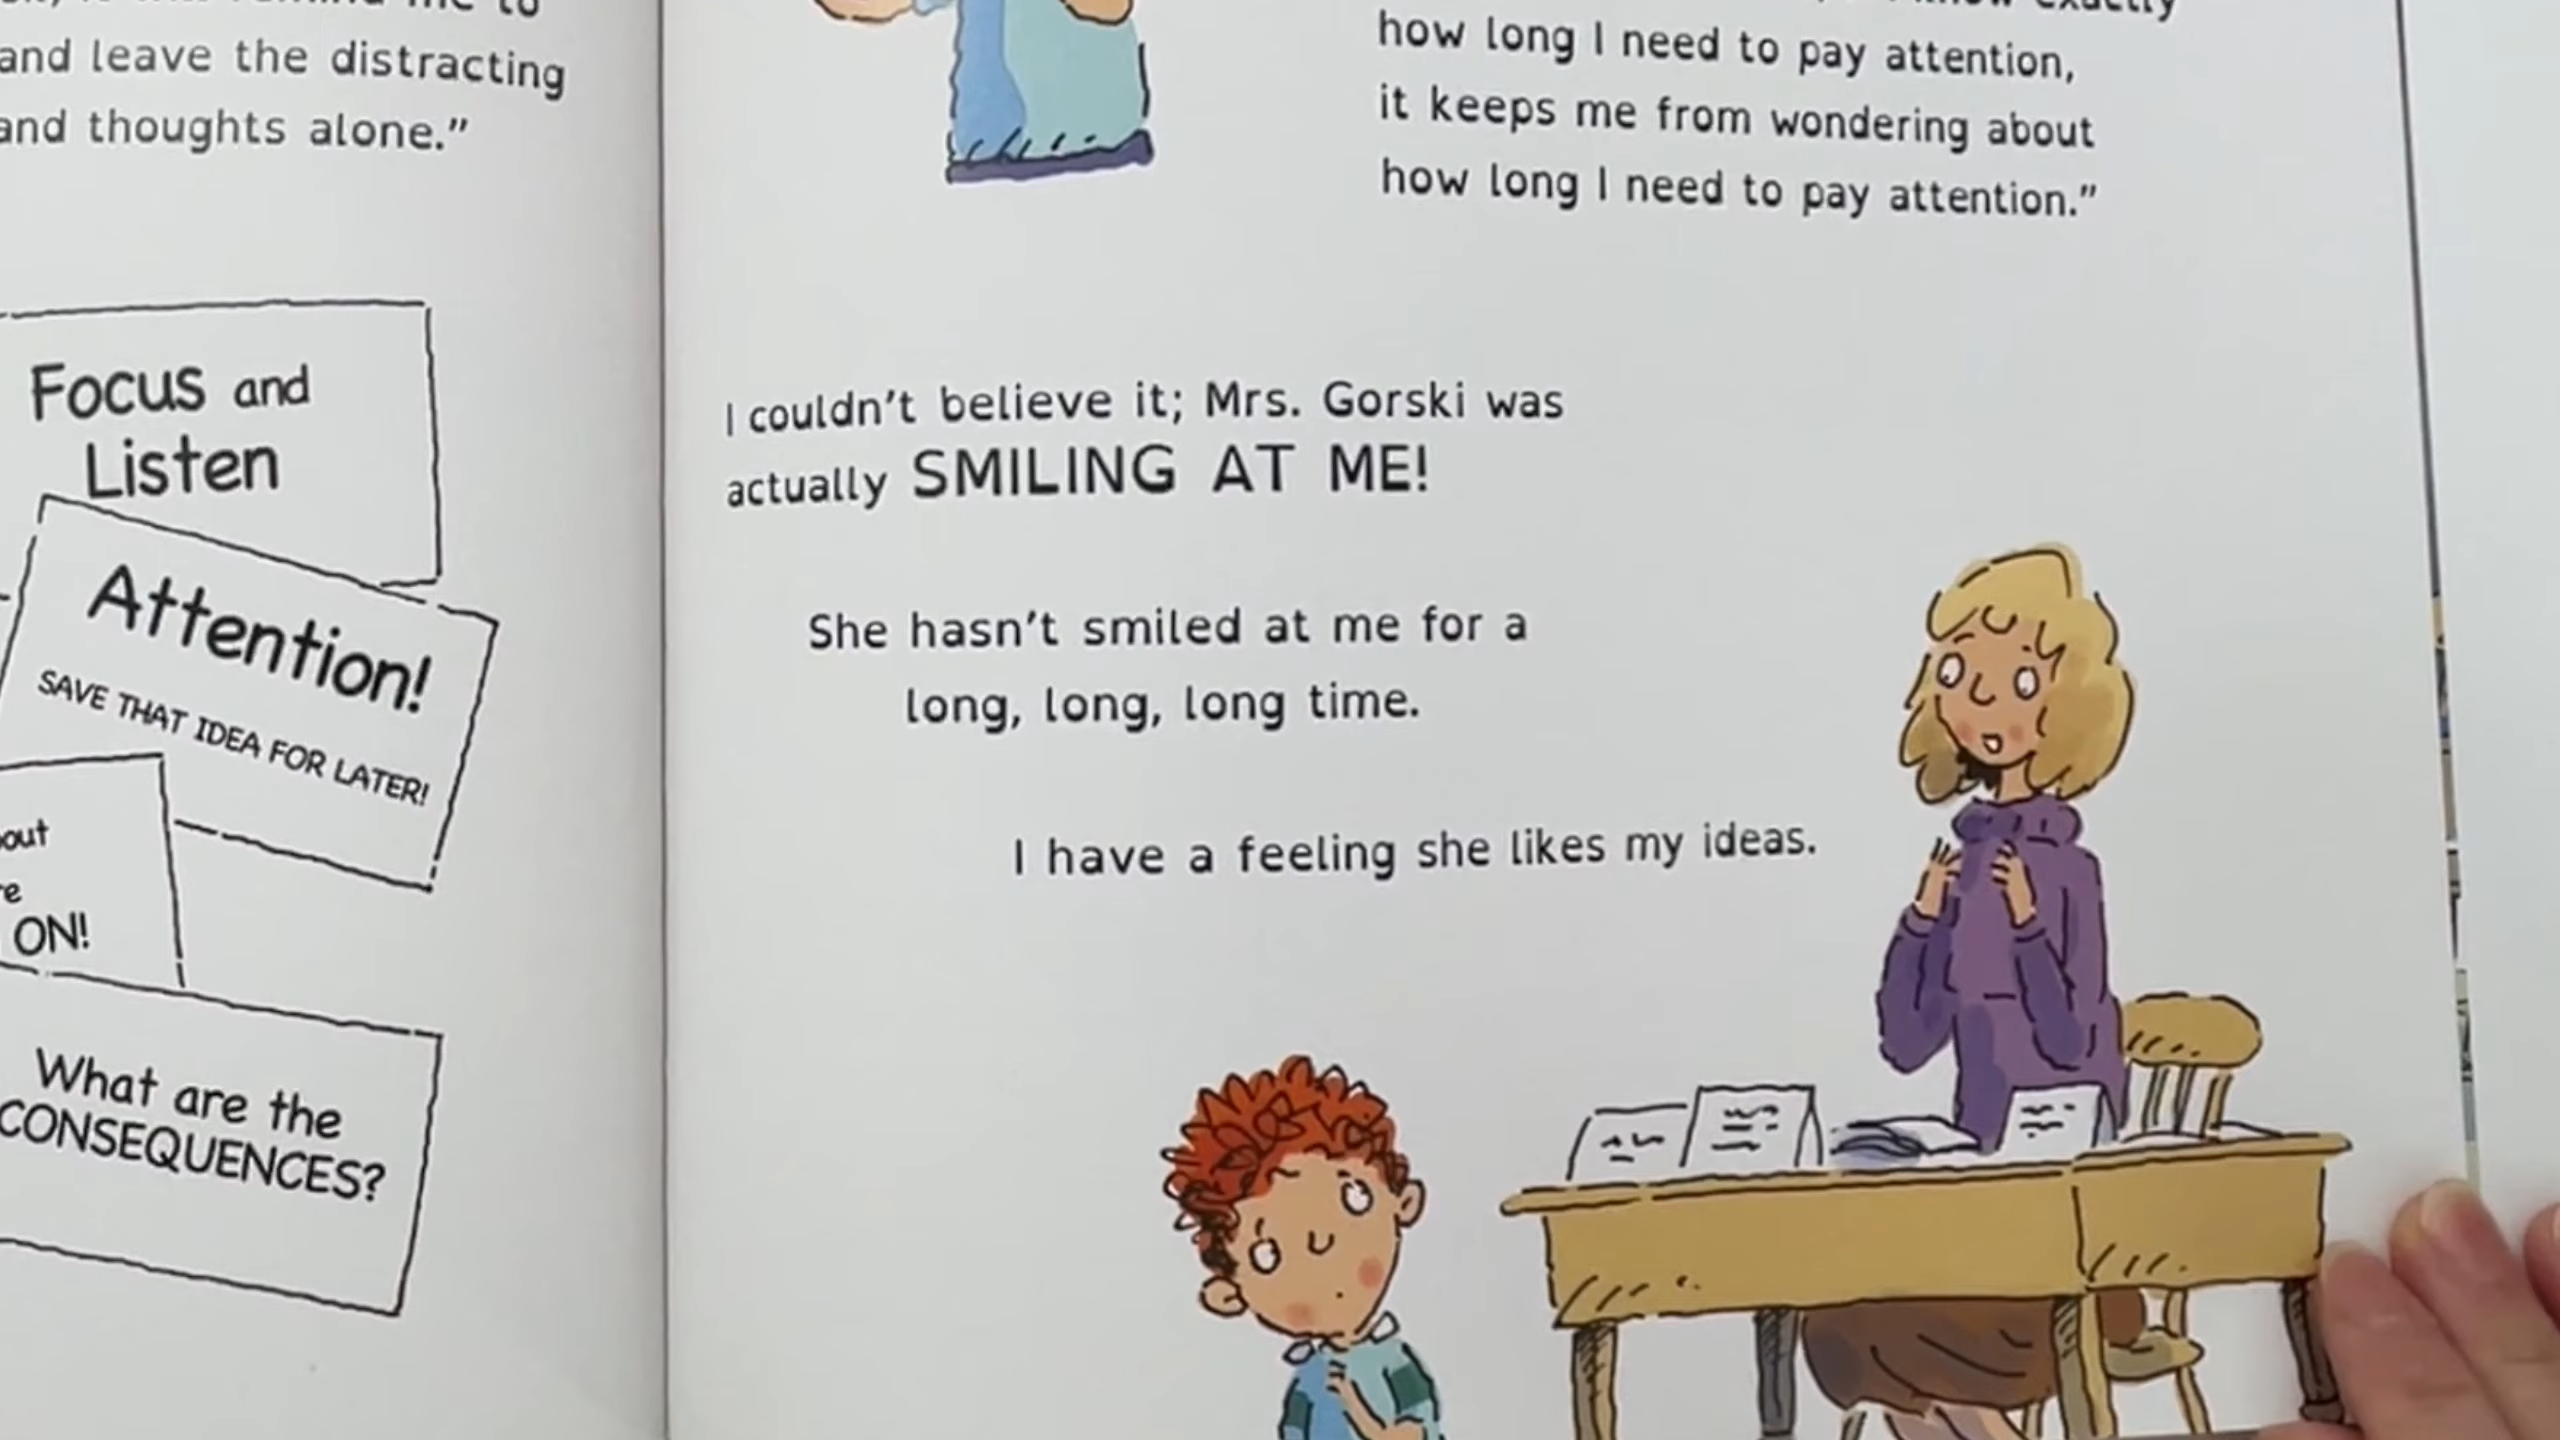 me to
and leave the distracting
and thoughts alone.”
Focus and
Listen
Attention!
SAVE THAT IDEA FOR LATER!
ON!
What are the
CONSEQUENCES?
exactly
how long I need to pay attention,
it keeps me from wondering about
how long I need to pay attention.”
I couldn’t believe it; Mrs. Gorski was
actually SMILING AT ME!
She hasn’t smiled at me for a
long, long, long time.
I have a feeling she likes my ideas.